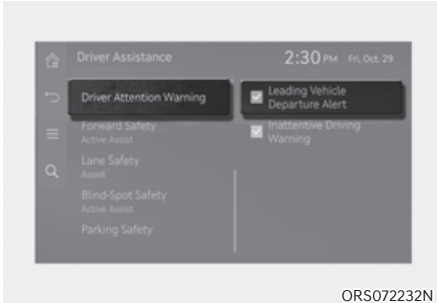 Driver Assistance
2:30 PM Fri, Oct. 29
Driver Attention Warning
Leading Vehicle
Departure Alert
Forward Safety
Active Assist
Inattentive Driving
Warning
Lane Safety
Assist
Blind-Spot Safety
Active Assist
Parking Safety
ORS072232N